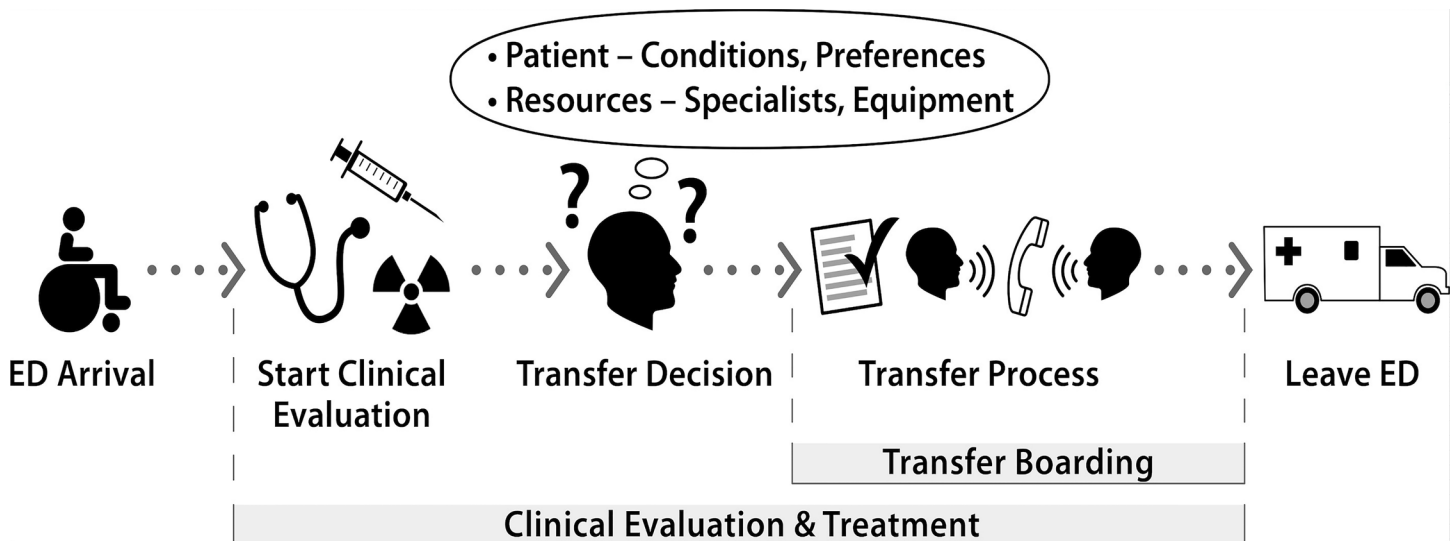 • Patient – Conditions, Preferences
• Resources – Specialists, Equipment
? ?
ED Arrival
Start Clinical
Evaluation
Transfer Decision
Transfer Process
Leave ED
Transfer Boarding
Clinical Evaluation & Treatment